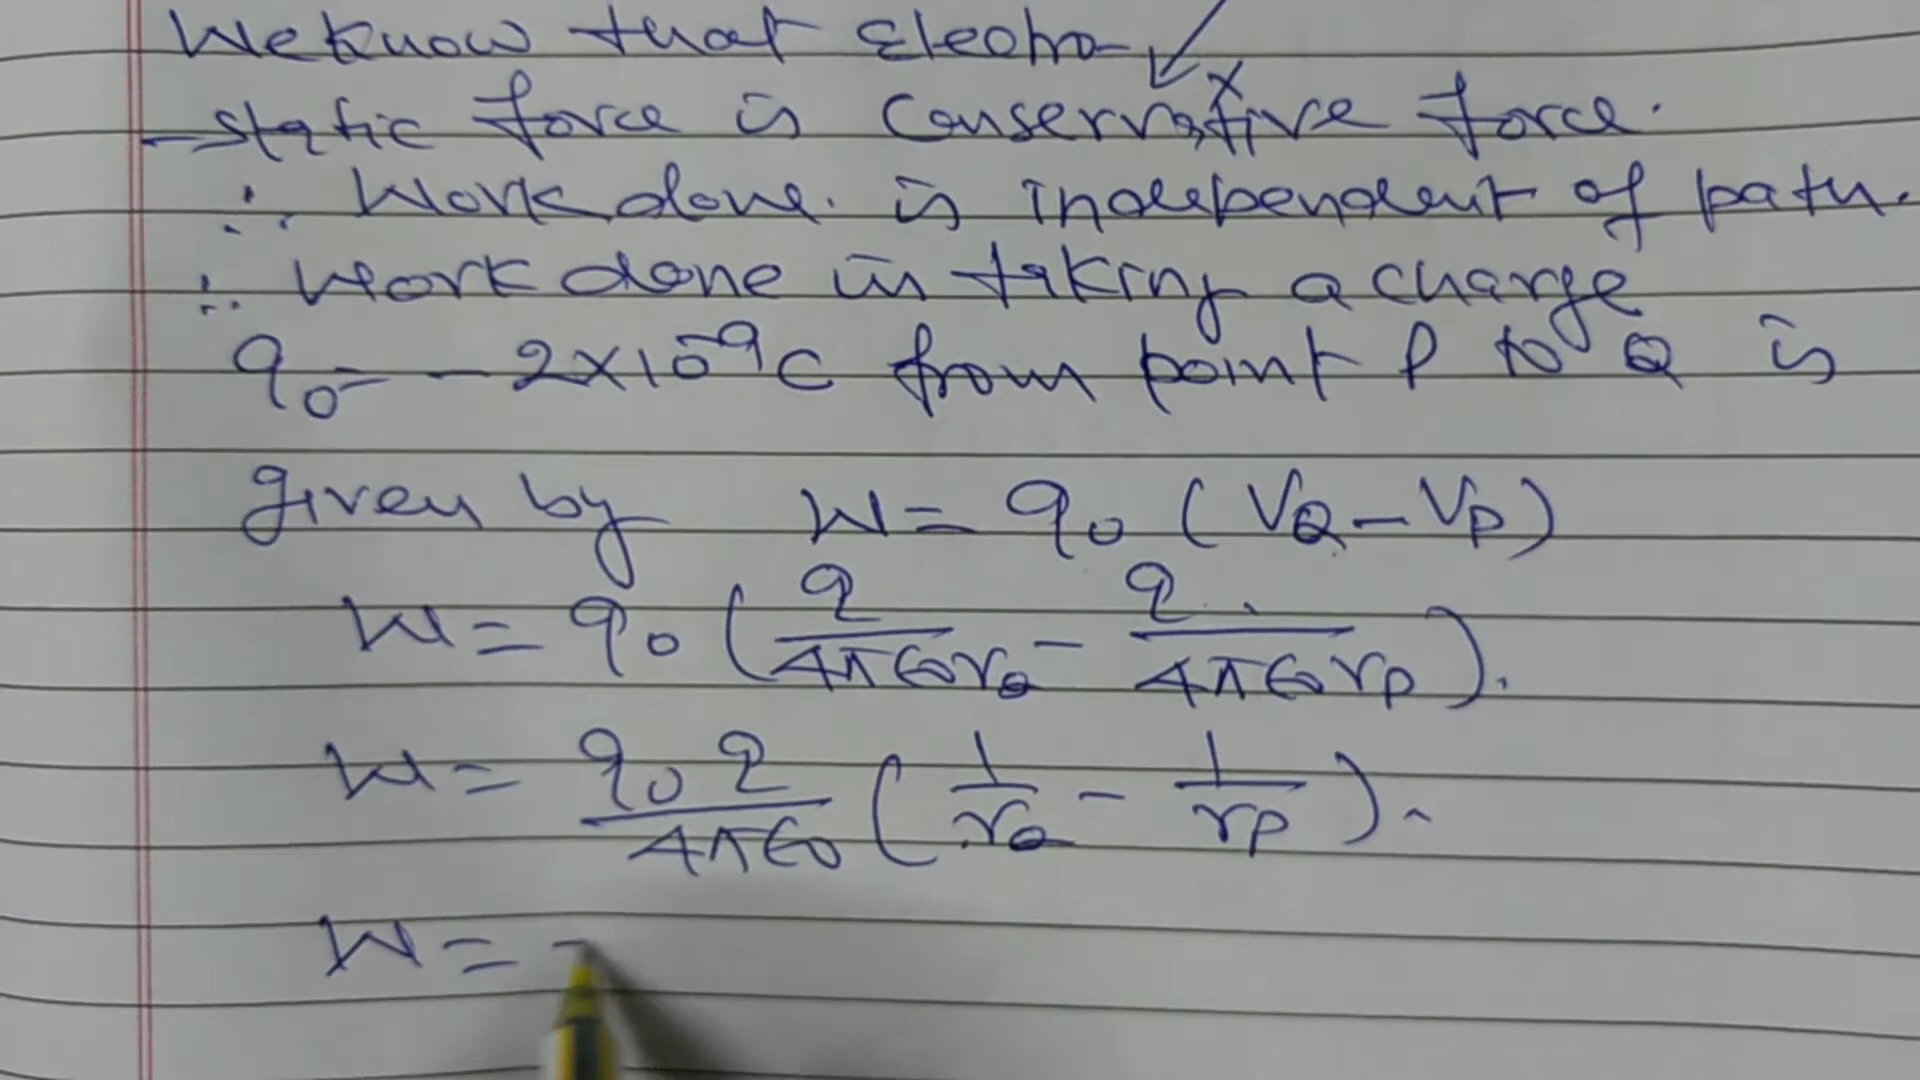 We know that Electro
-static force is Conservative force.
∴ Work done. is independent of path.
∴ Work done in taking a charge
q₀ = -2×10⁻⁹C from point P to Q is
given by W = q₀ (V_Q - V_P)
W = q₀ (q/4πϵ₀r_Q - q/4πϵ₀r_P).
W = q₀q/4πϵ₀ (1/r_Q - 1/r_P).
W = -